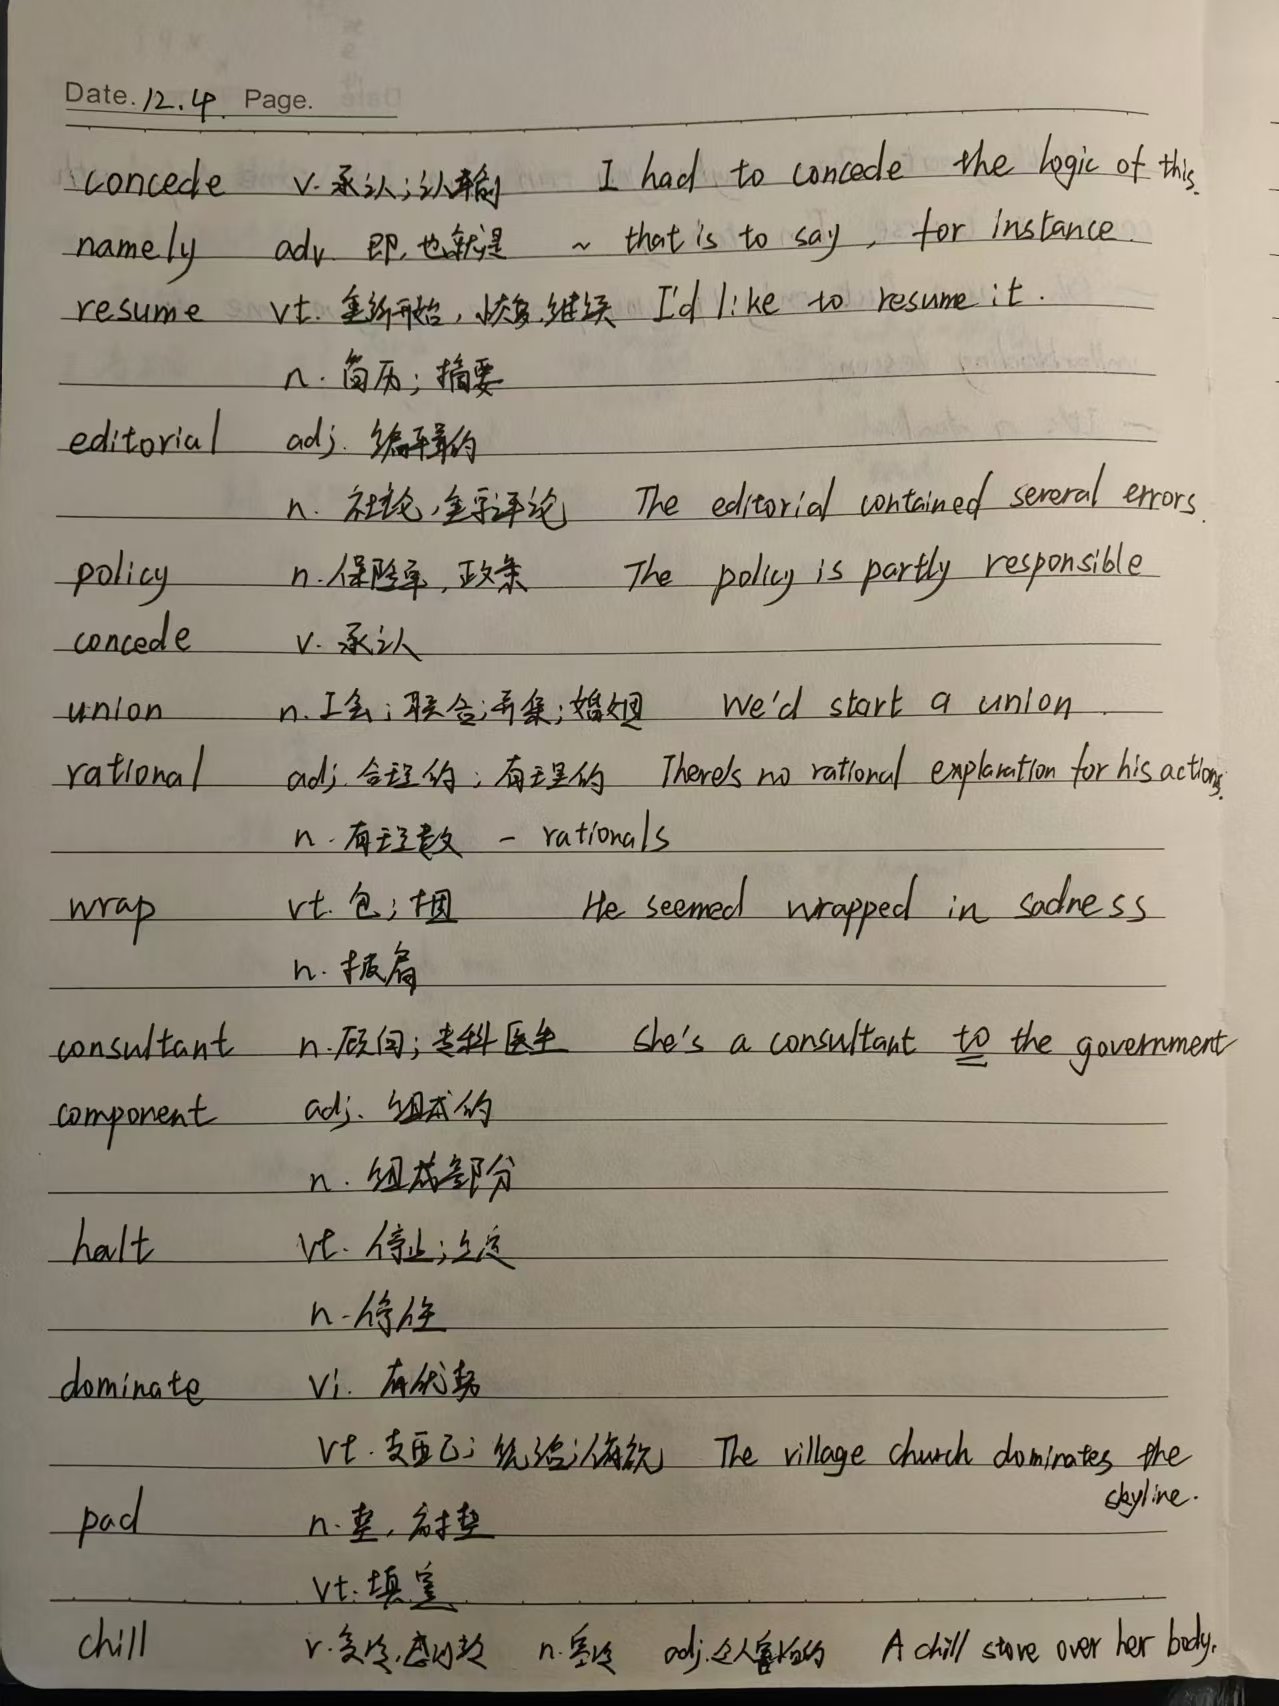 Date. 12.4. Page.
concede v. 承认；认输 I had to concede the logic of this.
namely adv. 即，也就是 ~ that is to say, for instance.
resume vt. 重新开始，恢复，继续 I'd like to resume it.
n. 简历；摘要
editorial adj. 编辑的
n. 社论, 评论 The editorial contained several errors.
policy n. 保险单，政策 The policy is partly responsible
concede v. 承认
union n. 工会；联合；并集；婚姻 We'd start a union.
rational adj. 合理的；有理的 There's no rational explanation for his actions.
n. 有理数 - rationals
wrap vt. 包；捆 He seemed wrapped in sadness
n. 披肩
consultant n. 顾问；专科医生 She's a consultant to the government
component adj. 组成的
n. 组成部分
halt vt. 停止；立定
n. 停住
dominate vi. 有优势
vt. 支配；统治；俯瞰 The village church dominates the
skyline.
pad n. 垫，衬垫
vt. 填塞
chill v. 变冷, 感到 n. 寒冷 adj. 令人寒冷的 A chill stove over her body.